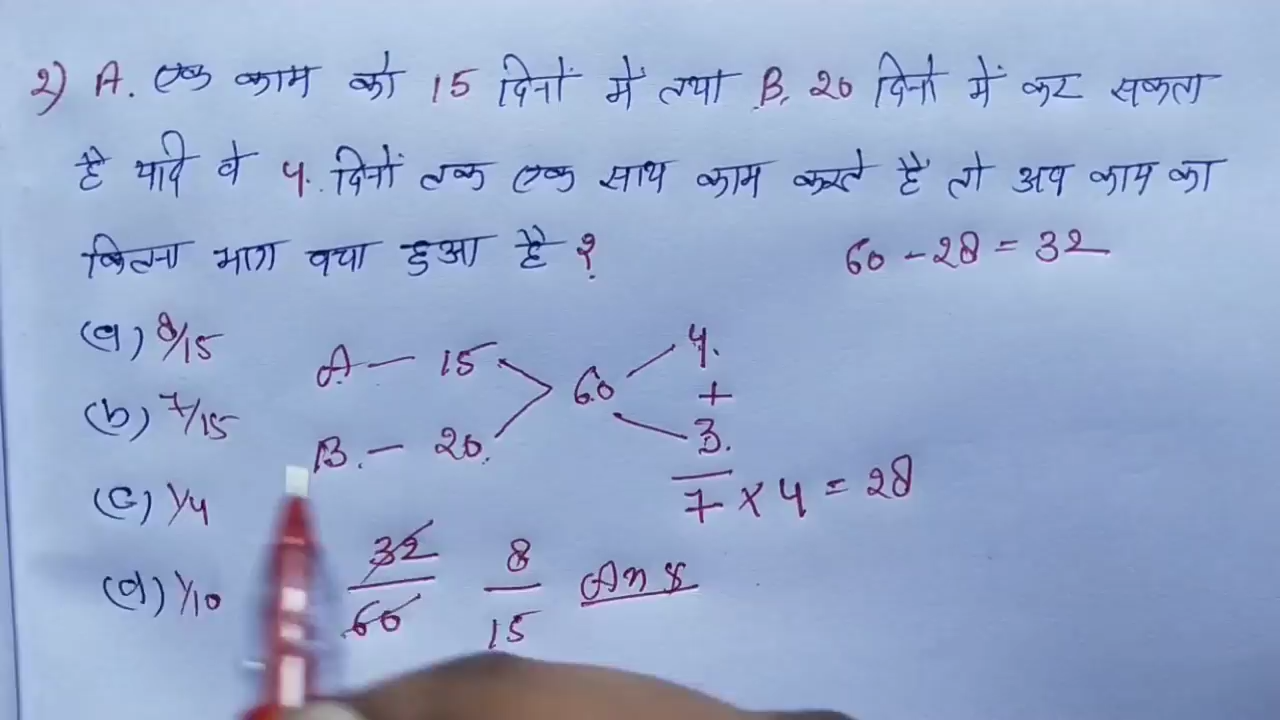 2) A. एक काम को 15 दिनों में तथा B. 20 दिनों में कर सकता
है यदि वे 4. दिनों तक एक साथ काम करते हैं तो अब काम का
कितना भाग बचा हुआ है ?
60 - 28 = 32
(a) 8/15
(b) 7/15
(c) 1/4
(d) 1/10
A - 15
B. - 20.
60
4.
+
3.
7 x 4 = 28
32/60 8/15 Ans